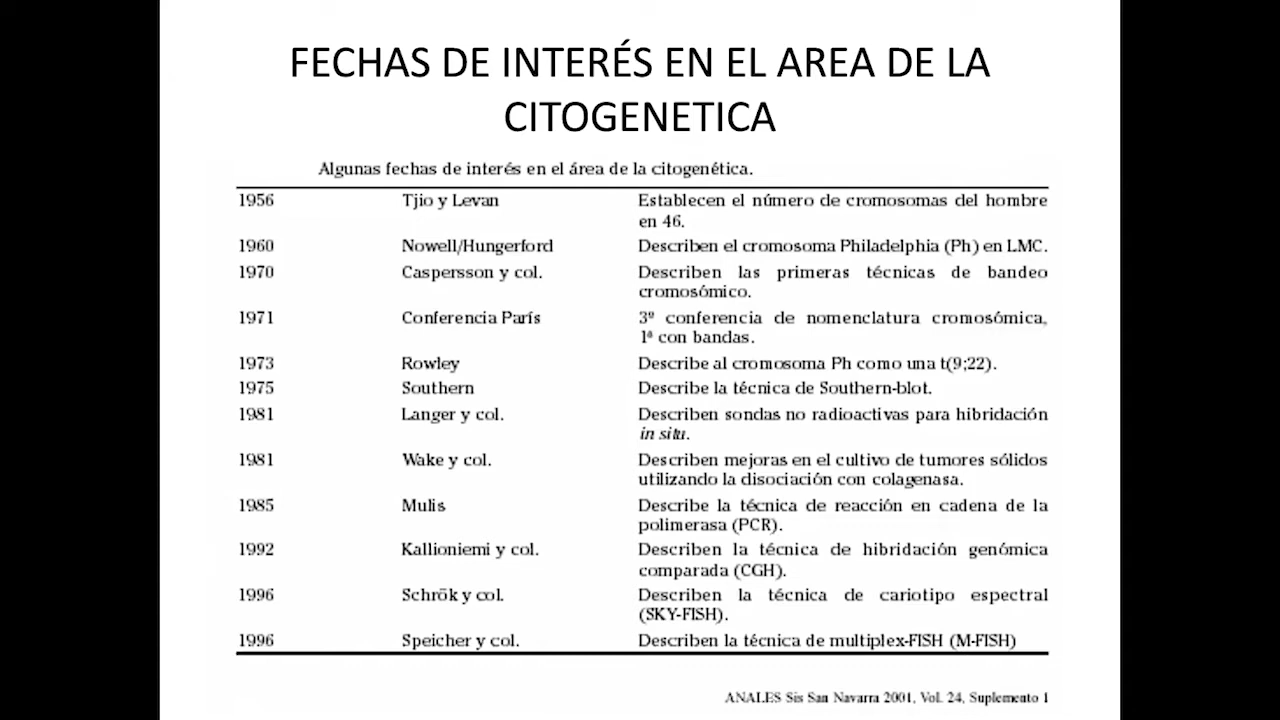 FECHAS DE INTERÉS EN EL AREA DE LA
CITOGENETICA
Algunas fechas de interés en el área de la citogenética.
1956 Tjio y Levan Establecen el número de cromosomas del hombre
en 46.
1960 Nowell/Hungerford Describen el cromosoma Philadelphia (Ph) en LMC.
1970 Caspersson y col. Describen las primeras técnicas de bandeo
cromosómico.
1971 Conferencia París 3º conferencia de nomenclatura cromosómica,
1ª con bandas.
1973 Rowley Describe al cromosoma Ph como una t(9;22).
1975 Southern Describe la técnica de Southern-blot.
1981 Langer y col. Describen sondas no radioactivas para hibridación
in situ.
1981 Wake y col. Describen mejoras en el cultivo de tumores sólidos
utilizando la disociación con colagenasa.
1985 Mulis Describe la técnica de reacción en cadena de la
polimerasa (PCR).
1992 Kallioniemi y col. Describen la técnica de hibridación genómica
comparada (CGH).
1996 Schrök y col. Describen la técnica de cariotipo espectral
(SKY-FISH).
1996 Speicher y col. Describen la técnica de multiplex-FISH (M-FISH)
ANALES Sis San Navarra 2001, Vol. 24, Suplemento 1